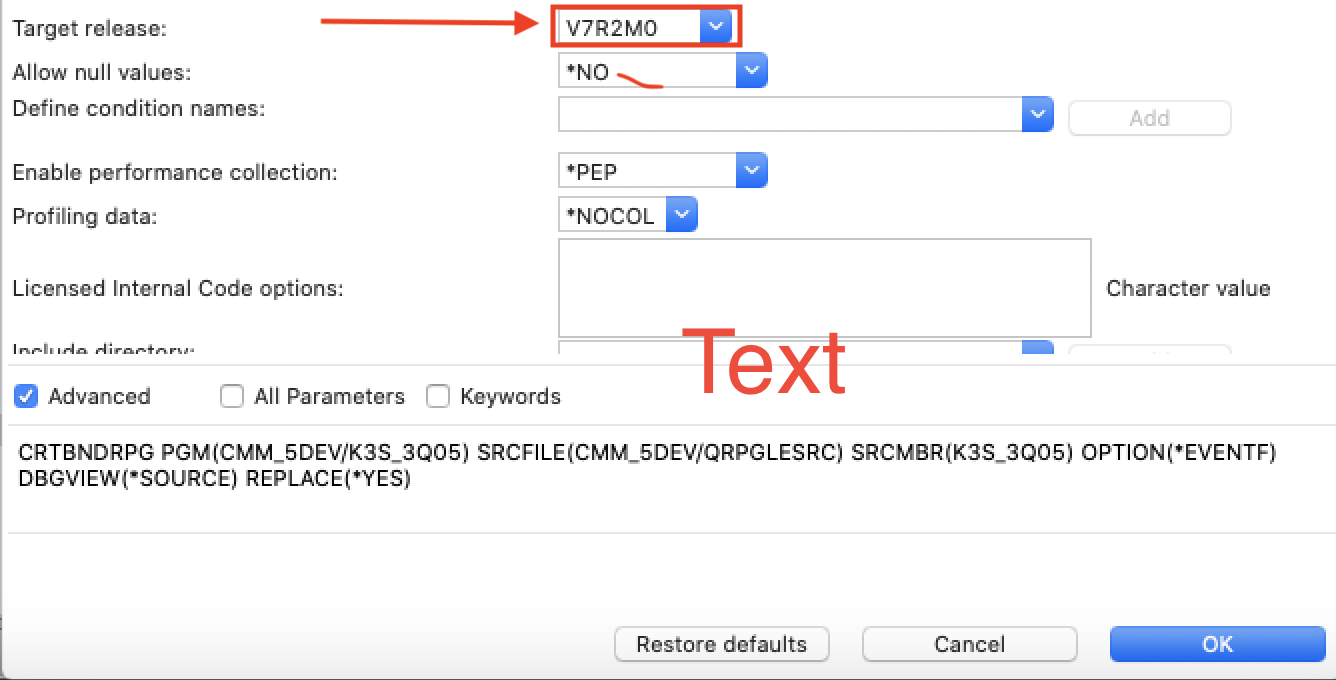 Target release: V7R2M0
Allow null values: *NO
Define condition names: Add
Enable performance collection: *PEP
Profiling data: *NOCOL
Licensed Internal Code options: Character value
Include directory:
Text
Advanced All Parameters Keywords
CRTBNDRPG PGM(CMM_5DEV/K3S_3Q05) SRCFILE(CMM_5DEV/QRPGLESRC) SRCMBR(K3S_3Q05) OPTION(*EVENTF)
DBGVIEW(*SOURCE) REPLACE(*YES)
Restore defaults Cancel OK